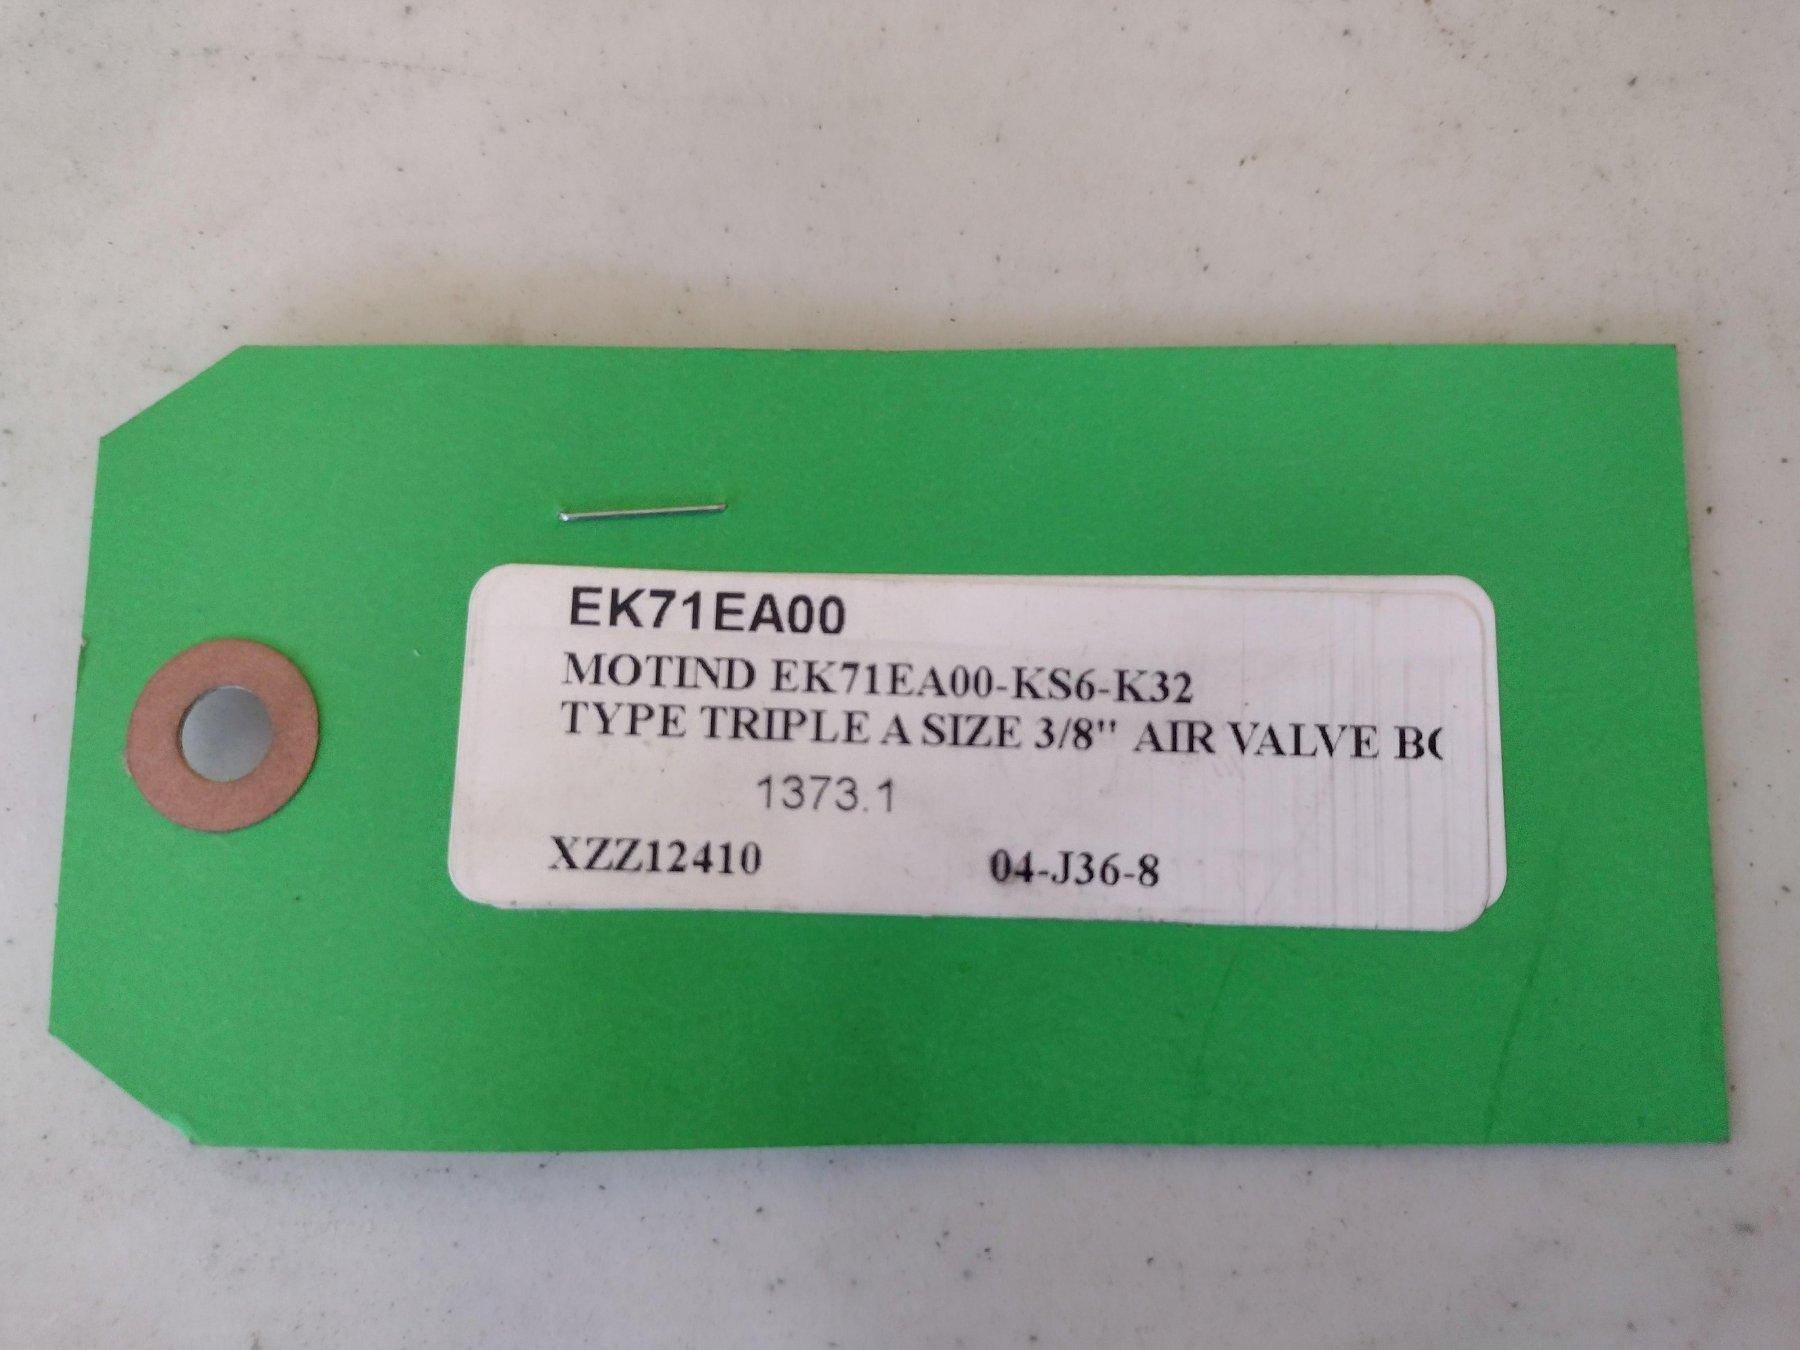 EK71EA00
MOTIND EK71EA00-KS6-K32
TYPE TRIPLE A SIZE 3/8" AIR VALVE
1373.1
XZZ12410 04-J36-8